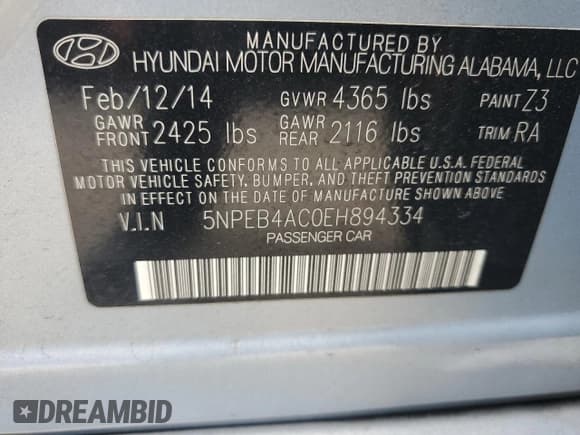 MANUFACTURED BY
HYUNDAI MOTOR MANUFACTURING ALABAMA, LLC
Feb/12/14 GVWR 4365 lbs PAINT Z3
GAWR FRONT 2425 lbs GAWR REAR 2116 lbs TRIM RA
THIS VEHICLE CONFORMS TO ALL APPLICABLE U.S.A. FEDERAL
MOTOR VEHICLE SAFETY, BUMPER, AND THEFT PREVENTION STANDARDS
IN EFFECT ON THE DATE OF MANUFACTURE SHOWN ABOVE
V.I.N 5NPEB4AC0EH894334
PASSENGER CAR
DREAMBID